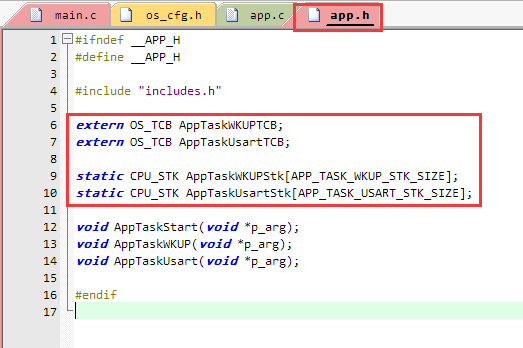 main.c os_cfg.h app.c app.h
1 #ifndef __APP_H
2 #define __APP_H
3
4 #include "includes.h"
5
6 extern OS_TCB AppTaskWKUPTCB;
7 extern OS_TCB AppTaskUsartTCB;
8
9 static CPU_STK AppTaskWKUPStk[APP_TASK_WKUP_STK_SIZE];
10 static CPU_STK AppTaskUsartStk[APP_TASK_USART_STK_SIZE];
11
12 void AppTaskStart(void *p_arg);
13 void AppTaskWKUP(void *p_arg);
14 void AppTaskUsart(void *p_arg);
15
16 #endif
17